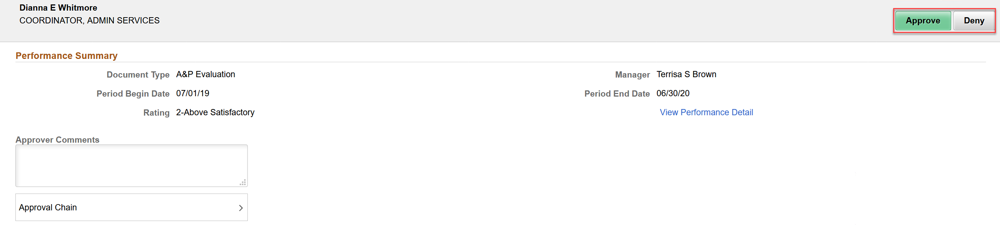 Dianna E Whitmore
COORDINATOR, ADMIN SERVICES
Approve Deny
Performance Summary
Document Type A&P Evaluation Manager Terrisa S Brown
Period Begin Date 07/01/19 Period End Date 06/30/20
Rating 2-Above Satisfactory View Performance Detail
Approver Comments
Approval Chain